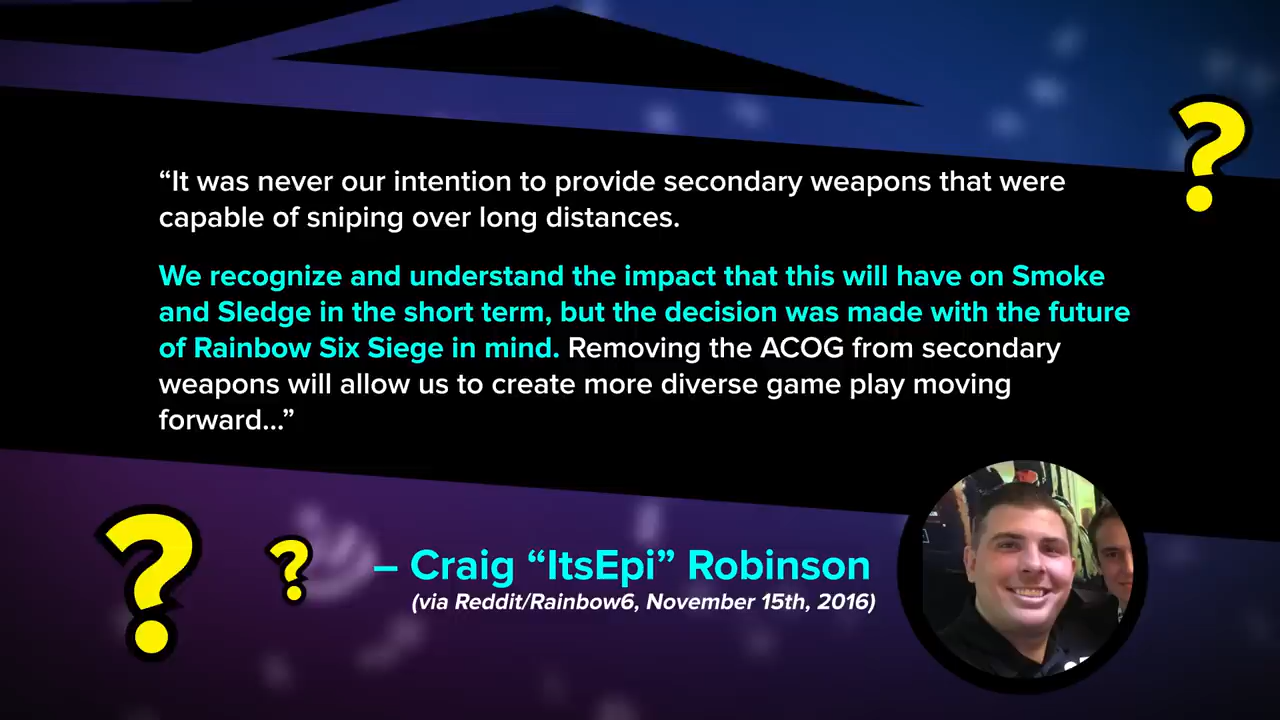 “It was never our intention to provide secondary weapons that were
capable of sniping over long distances.
We recognize and understand the impact that this will have on Smoke
and Sledge in the short term, but the decision was made with the future
of Rainbow Six Siege in mind. Removing the ACOG from secondary
weapons will allow us to create more diverse game play moving
forward...”
?
?
?
– Craig “ItsEpi” Robinson
(via Reddit/Rainbow6, November 15th, 2016)